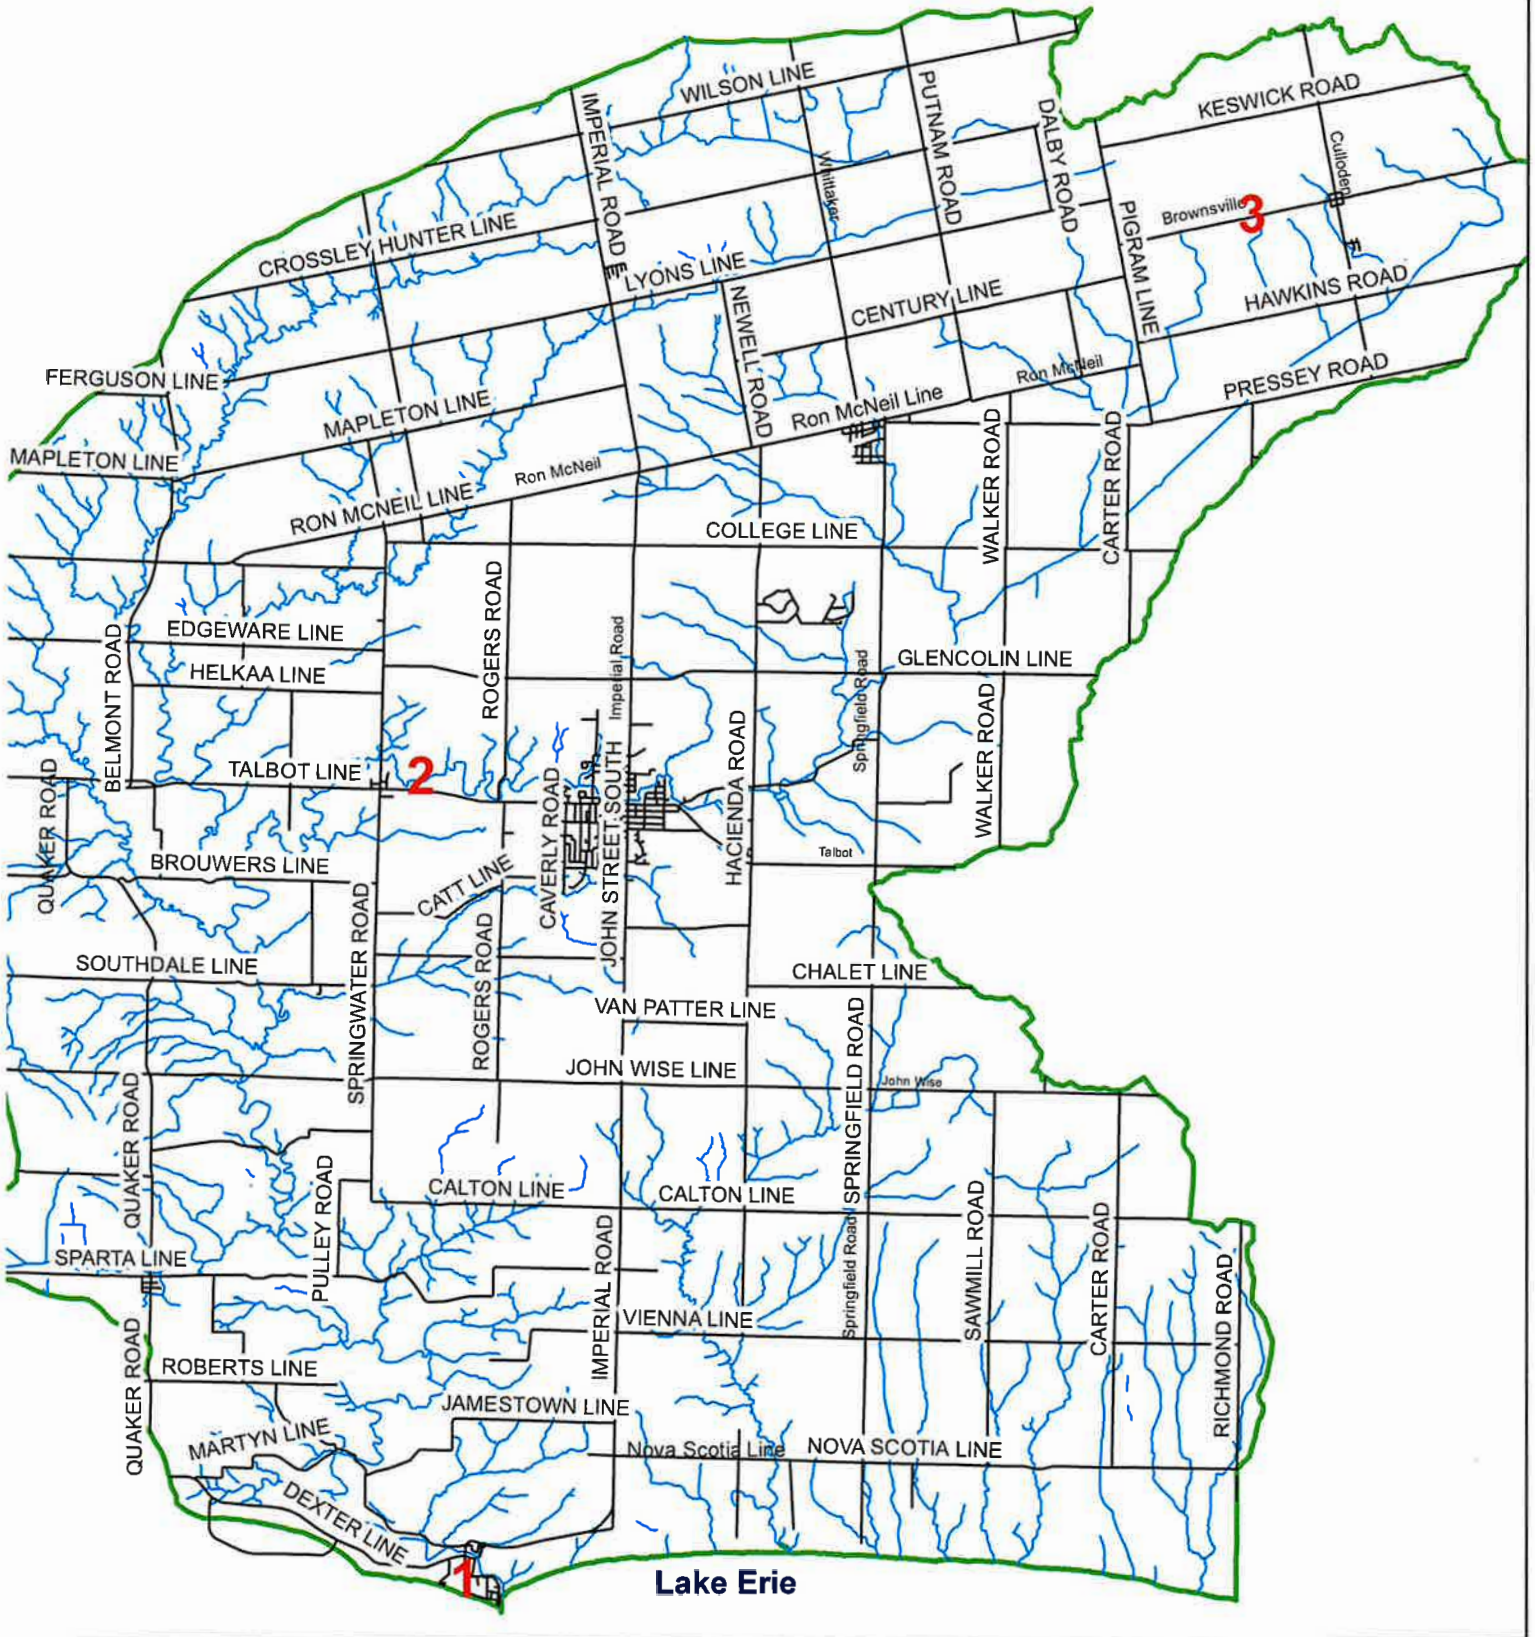 WILSON LINE
KESWICK ROAD
IMPERIAL ROAD
PUTNAM ROAD
DALBY ROAD
Whittaker
Culloden
Brownsville
3
PIGRAM LINE
CROSSLEY HUNTER LINE
E
LYONS LINE
HAWKINS ROAD
CENTURY LINE
NEWELL ROAD
FERGUSON LINE
Ron McNeil
PRESSEY ROAD
MAPLETON LINE
Ron McNeil Line
MAPLETON LINE
Ron McNeil
WALKER ROAD
CARTER ROAD
RON MCNEIL LINE
COLLEGE LINE
ROGERS ROAD
EDGEWARE LINE
Imperial Road
BELMONT ROAD
HELKAA LINE
GLENCOLIN LINE
Springfield Road
WALKER ROAD
HACIENDA ROAD
TALBOT LINE
2
QUAKER ROAD
CAVERLY ROAD
JOHN STREET SOUTH
BROUWERS LINE
Talbot
CATT LINE
SPRINGWATER ROAD
ROGERS ROAD
SOUTHDALE LINE
CHALET LINE
VAN PATTER LINE
SPRINGFIELD ROAD
JOHN WISE LINE
John Wise
QUAKER ROAD
PULLEY ROAD
CALTON LINE
CALTON LINE
SAWMILL ROAD
CARTER ROAD
SPARTA LINE
IMPERIAL ROAD
Springfield Road
RICHMOND ROAD
VIENNA LINE
QUAKER ROAD
ROBERTS LINE
JAMESTOWN LINE
MARTYN LINE
Nova Scotia Line
NOVA SCOTIA LINE
DEXTER LINE
1
Lake Erie